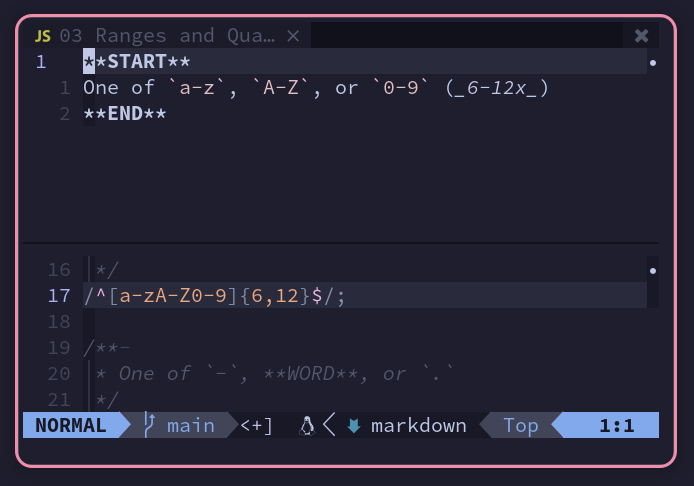 JS 03 Ranges and Qua… ×
1 **START**
1 One of `a-z`, `A-Z`, or `0-9` (_6-12x_)
2 **END**
16 */
17 /^[a-zA-Z0-9]{6,12}$/;
18
19 /**-
20 * One of `-`, **WORD**, or `.`
21 */
NORMAL main <+] markdown Top 1:1